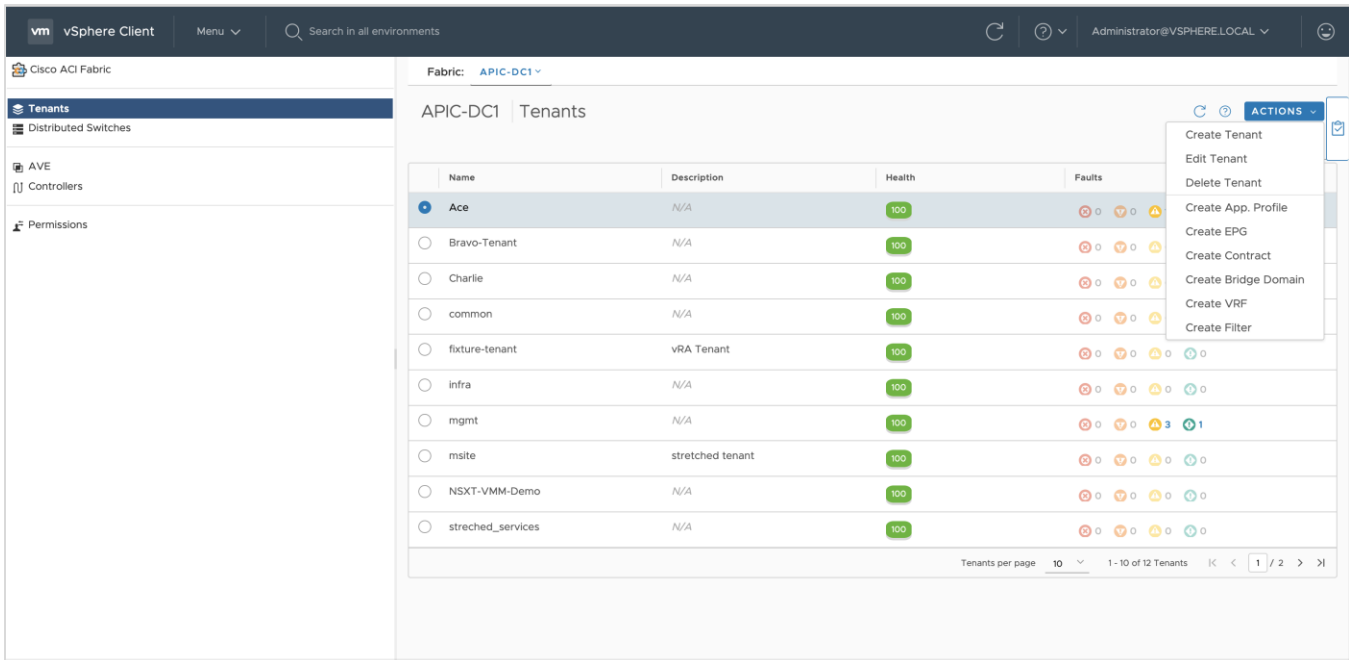 vm vSphere Client Menu Search in all environments Administrator@VSPHERE.LOCAL
Cisco ACI Fabric
Tenants
Distributed Switches
AVE
Controllers
Permissions
Fabric: APIC-DC1
APIC-DC1 Tenants
ACTIONS
Create Tenant
Edit Tenant
Delete Tenant
Create App. Profile
Create EPG
Create Contract
Create Bridge Domain
Create VRF
Create Filter
Name Description Health Faults
Ace N/A 100 0 0
Bravo-Tenant N/A 100 0 0
Charlie N/A 100 0 0
common N/A 100 0 0
fixture-tenant vRA Tenant 100 0 0 0 0
infra N/A 100 0 0 0 0
mgmt N/A 100 0 0 3 1
msite stretched tenant 100 0 0 0 0
NSXT-VMM-Demo N/A 100 0 0 0 0
streched_services N/A 100 0 0 0 0
Tenants per page 10 1 - 10 of 12 Tenants 1 / 2